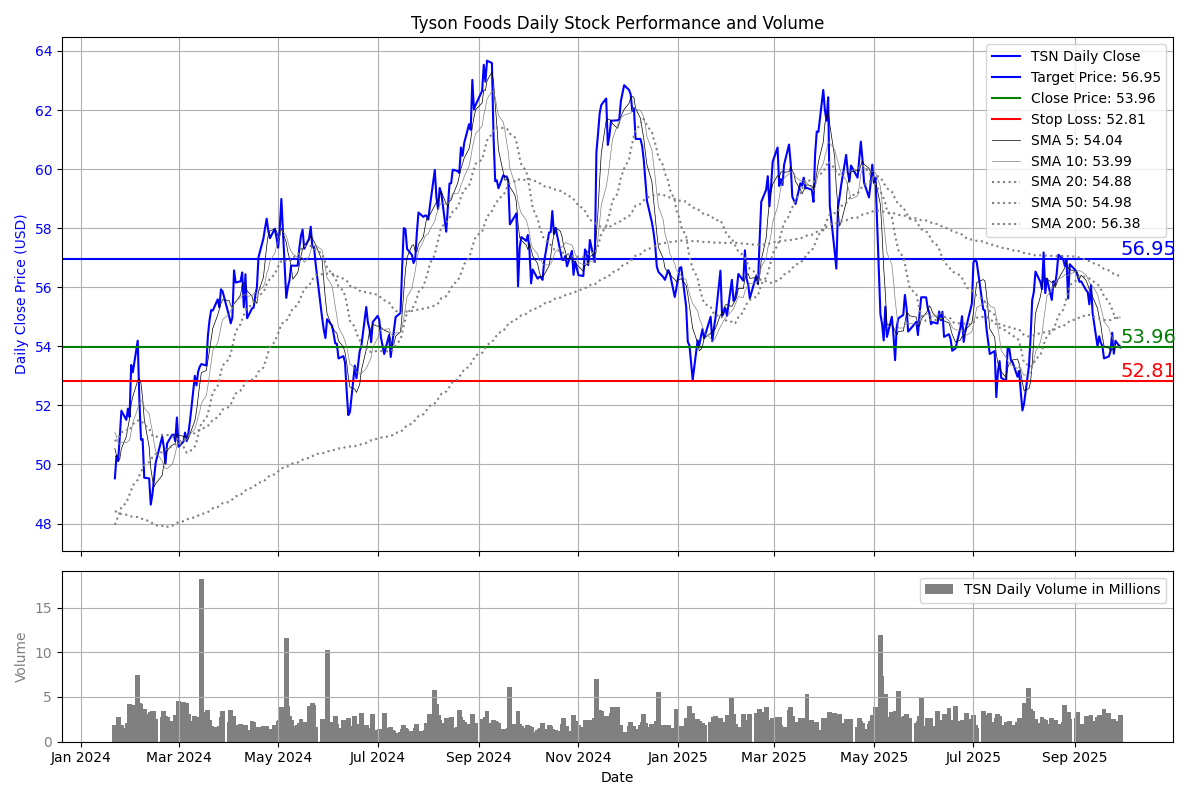 Tyson Foods Daily Stock Performance and Volume
Daily Close Price (USD)
64
62
60
58
56
54
52
50
48
TSN Daily Close
Target Price: 56.95
Close Price: 53.96
Stop Loss: 52.81
SMA 5: 54.04
SMA 10: 53.99
SMA 20: 54.88
SMA 50: 54.98
SMA 200: 56.38
56.95
53.96
52.81
Volume
15
10
5
0
TSN Daily Volume in Millions
Jan 2024 Mar 2024 May 2024 Jul 2024 Sep 2024 Nov 2024 Jan 2025 Mar 2025 May 2025 Jul 2025 Sep 2025
Date